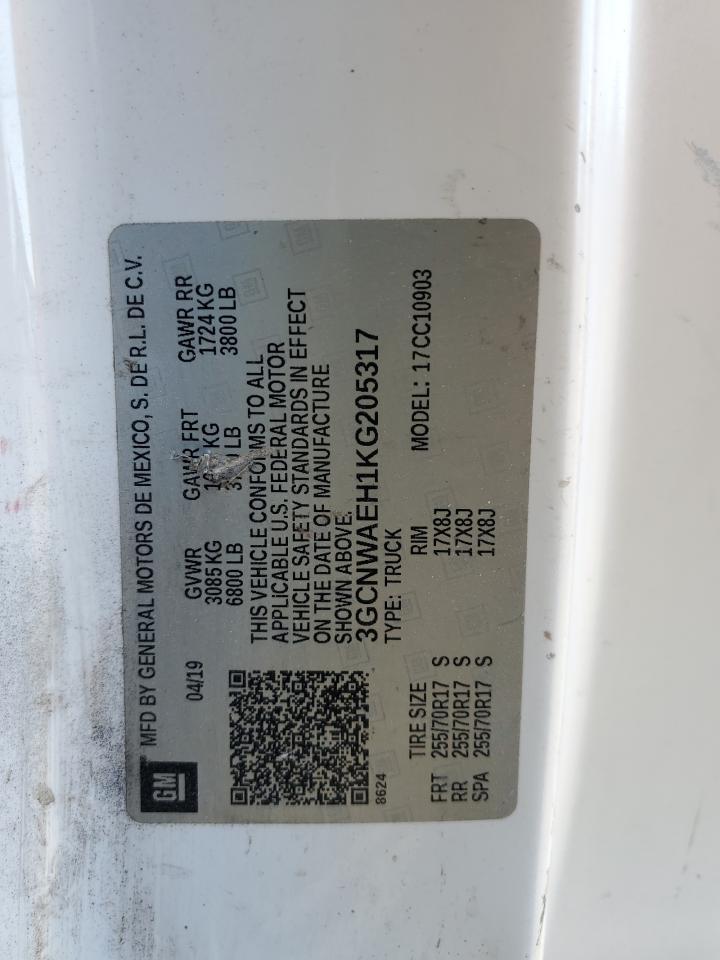 GM
MFD BY GENERAL MOTORS DE MEXICO, S. DE R.L. DE C.V.
04/19
GVWR GAWR FRT GAWR RR
3085 KG KG 1724 KG
6800 LB LB 3800 LB
THIS VEHICLE CONFORMS TO ALL
APPLICABLE U.S. FEDERAL MOTOR
VEHICLE SAFETY STANDARDS IN EFFECT
ON THE DATE OF MANUFACTURE
SHOWN ABOVE.
3GCNWAEH1KG205317
TYPE: TRUCK MODEL: 17CC10903
8624
TIRE SIZE RIM
FRT 255/70R17 S 17X8J
RR 255/70R17 S 17X8J
SPA 255/70R17 S 17X8J